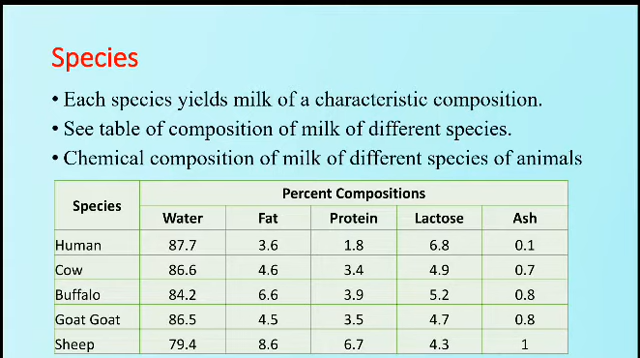 Species
• Each species yields milk of a characteristic composition.
• See table of composition of milk of different species.
• Chemical composition of milk of different species of animals
Species Percent Compositions
Water Fat Protein Lactose Ash
Human 87.7 3.6 1.8 6.8 0.1
Cow 86.6 4.6 3.4 4.9 0.7
Buffalo 84.2 6.6 3.9 5.2 0.8
Goat Goat 86.5 4.5 3.5 4.7 0.8
Sheep 79.4 8.6 6.7 4.3 1